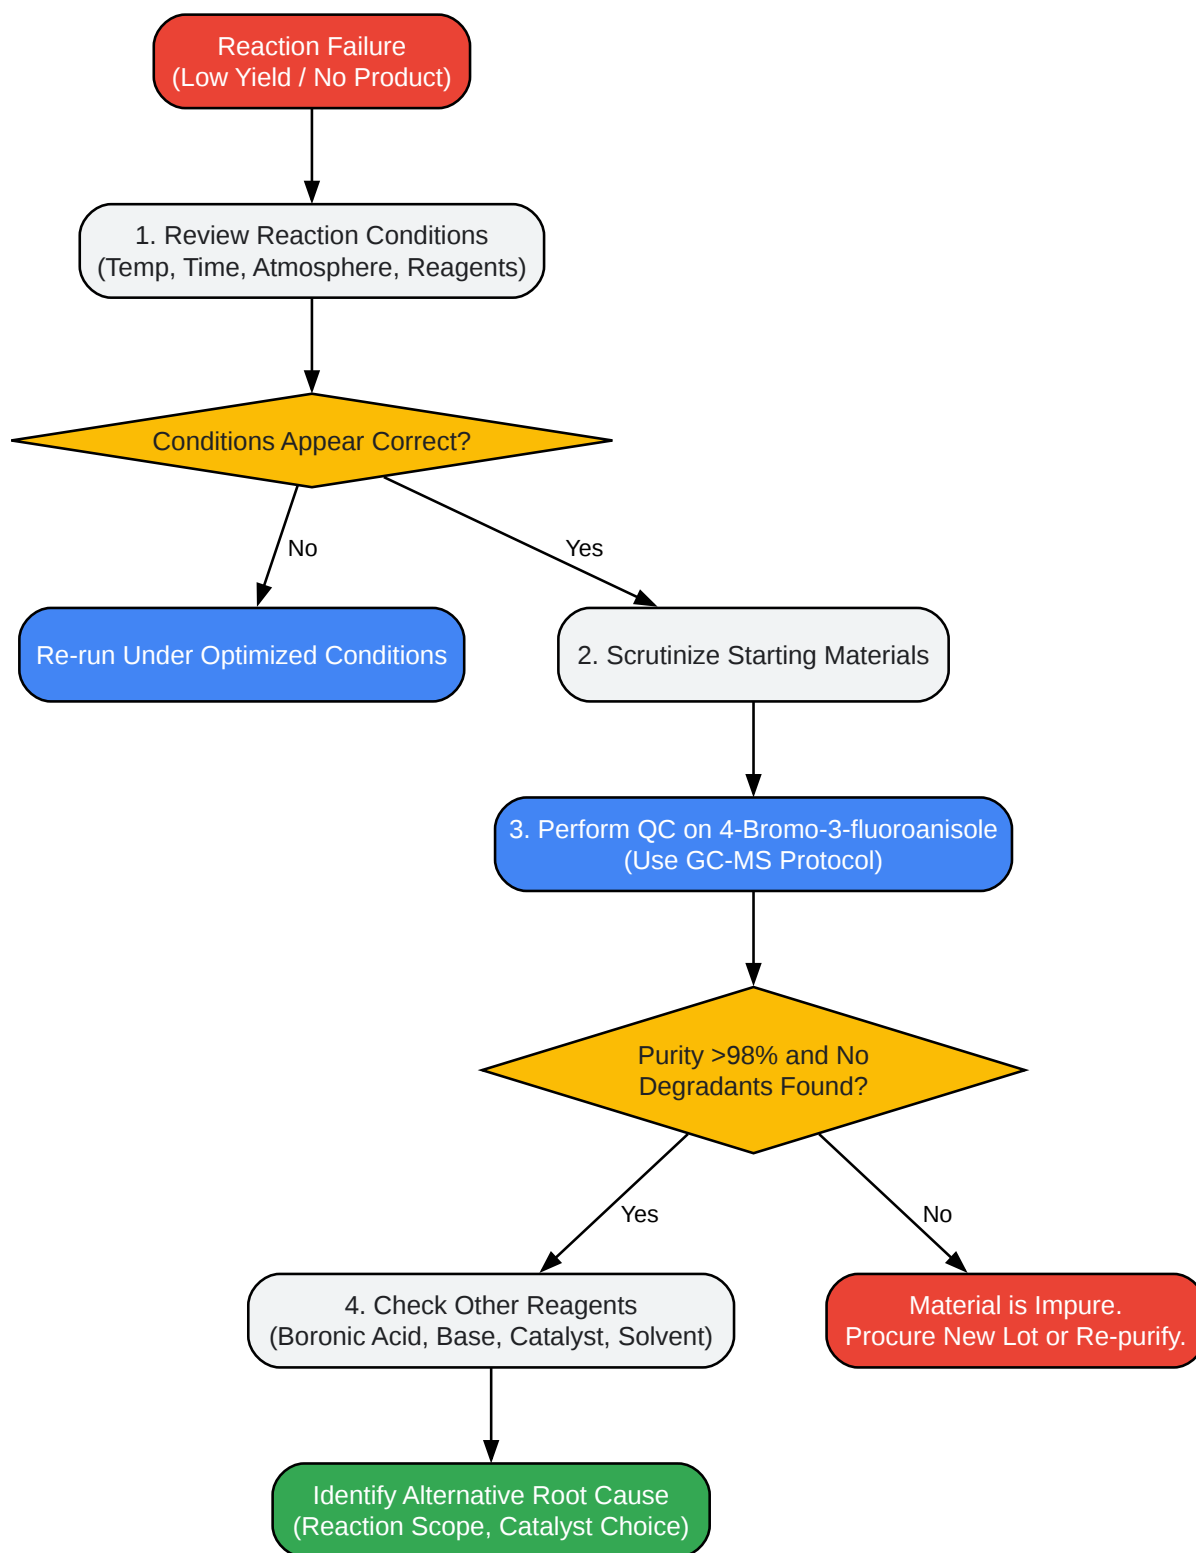 Reaction Failure
(Low Yield / No Product)
1. Review Reaction Conditions
(Temp, Time, Atmosphere, Reagents)
Conditions Appear Correct?
No
Yes
Re-run Under Optimized Conditions
2. Scrutinize Starting Materials
3. Perform QC on 4-Bromo-3-fluoroanisole
(Use GC-MS Protocol)
Purity >98% and No
Degradants Found?
Yes
No
4. Check Other Reagents
(Boronic Acid, Base, Catalyst, Solvent)
Material is Impure.
Procure New Lot or Re-purify.
Identify Alternative Root Cause
(Reaction Scope, Catalyst Choice)